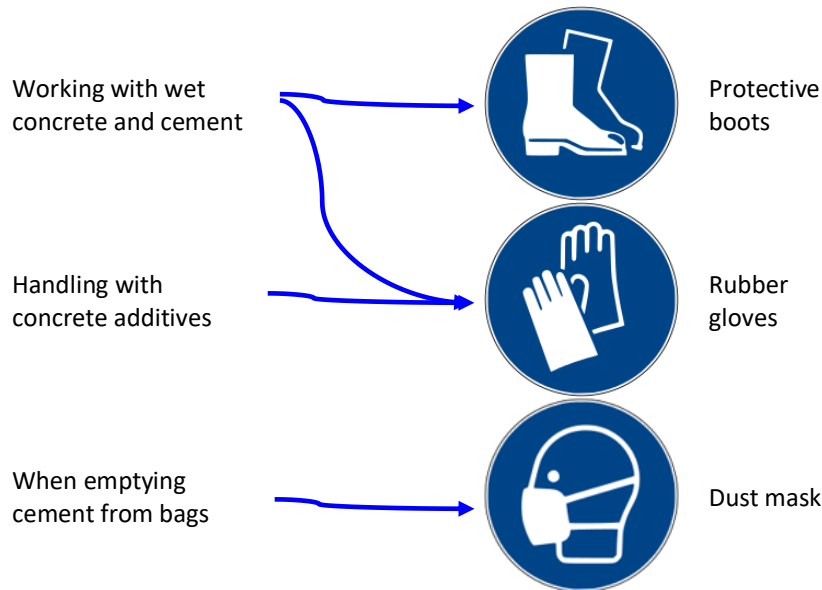 Working with wet
concrete and cement
Protective
boots
Handling with
concrete additives
Rubber
gloves
When emptying
cement from bags
Dust mask